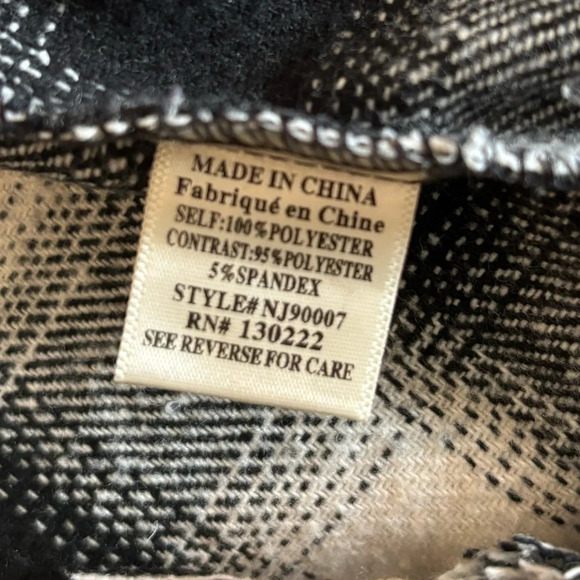 MADE IN CHINA
Fabriqué en Chine
SELF:100%POLYESTER
CONTRAST:95%POLYESTER
5%SPANDEX
STYLE# NJ90007
RN# 130222
SEE REVERSE FOR CARE